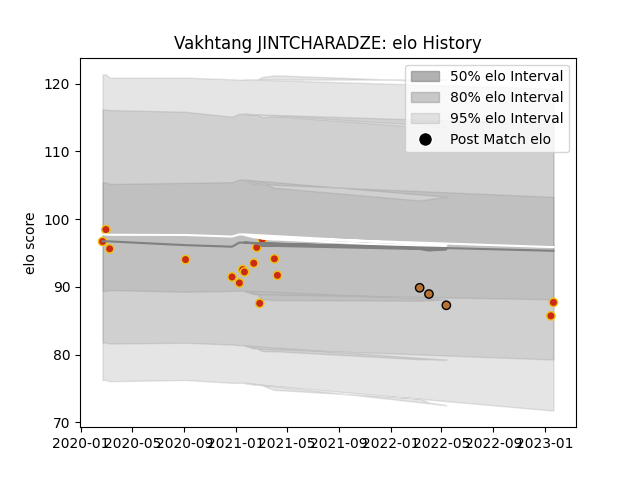 Vakhtang JINTCHARADZE: elo History
50% elo Interval
80% elo Interval
95% elo Interval
Post Match elo
elo score
120
110
100
90
80
70
2020-01 2020-05 2020-09 2021-01 2021-05 2021-09 2022-01 2022-05 2022-09 2023-01